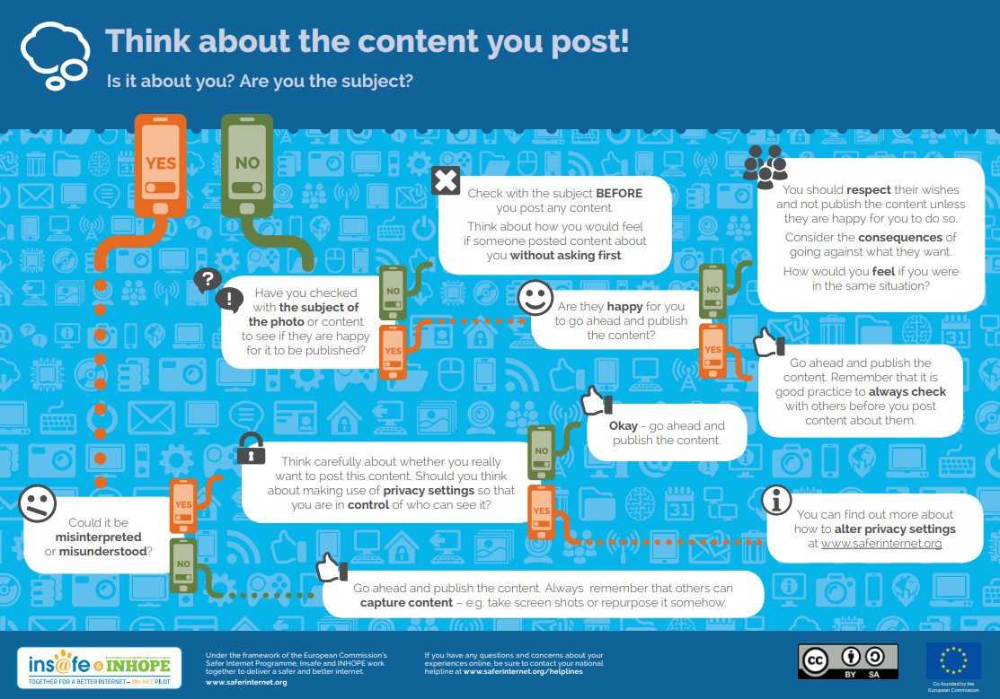 Think about the content you post!
Is it about you? Are you the subject?
YES
NO
Check with the subject BEFORE
you post any content.
Think about how you would feel
if someone posted content about
you without asking first.
You should respect their wishes
and not publish the content unless
they are happy for you to do so.
Consider the consequences of
going against what they want.
How would you feel if you were
in the same situation?
?
!
Have you checked
with the subject of
the photo or content
to see if they are happy
for it to be published?
NO
YES
Are they happy for you
to go ahead and publish
the content?
NO
YES
Go ahead and publish the
content. Remember that it is
good practice to always check
with others before you post
content about them.
Okay - go ahead and
publish the content.
Think carefully about whether you really
want to post this content. Should you think
about making use of privacy settings so that
you are in control of who can see it?
NO
YES
Could it be
misinterpreted
or misunderstood?
YES
NO
i
You can find out more about
how to alter privacy settings
at www.saferinternet.org
Go ahead and publish the content. Always remember that others can
capture content – e.g. take screen shots or repurpose it somehow.
ins@fe & INHOPE
TOGETHER FOR A BETTER INTERNET – BIK NET PILOT
Under the framework of the European Commission's
Safer Internet Programme, Insafe and INHOPE work
together to deliver a safer and better internet.
www.saferinternet.org
If you have any questions and concerns about your
experiences online, be sure to contact your national
helpline at www.saferinternet.org/helplines
cc
BY SA
Co-founded by the
European Commission